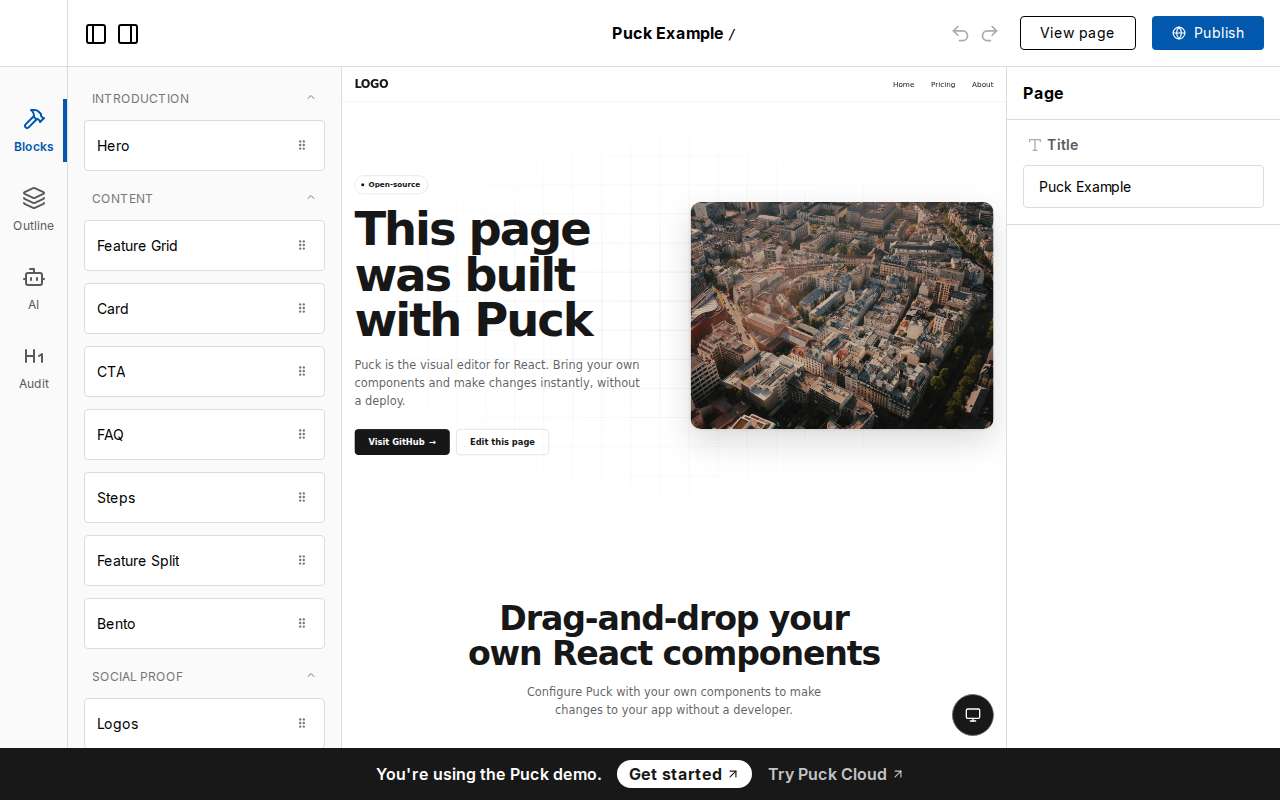 Puck Example /
View page
Publish
Blocks
Outline
AI
Audit
INTRODUCTION
Hero
CONTENT
Feature Grid
Card
CTA
FAQ
Steps
Feature Split
Bento
SOCIAL PROOF
Logos
LOGO
Home Pricing About
Open-source
This page
was built
with Puck
Puck is the visual editor for React. Bring your own
components and make changes instantly, without
a deploy.
Visit GitHub →
Edit this page
Drag-and-drop your
own React components
Configure Puck with your own components to make
changes to your app without a developer.
Page
Title
Puck Example
You're using the Puck demo. Get started Try Puck Cloud